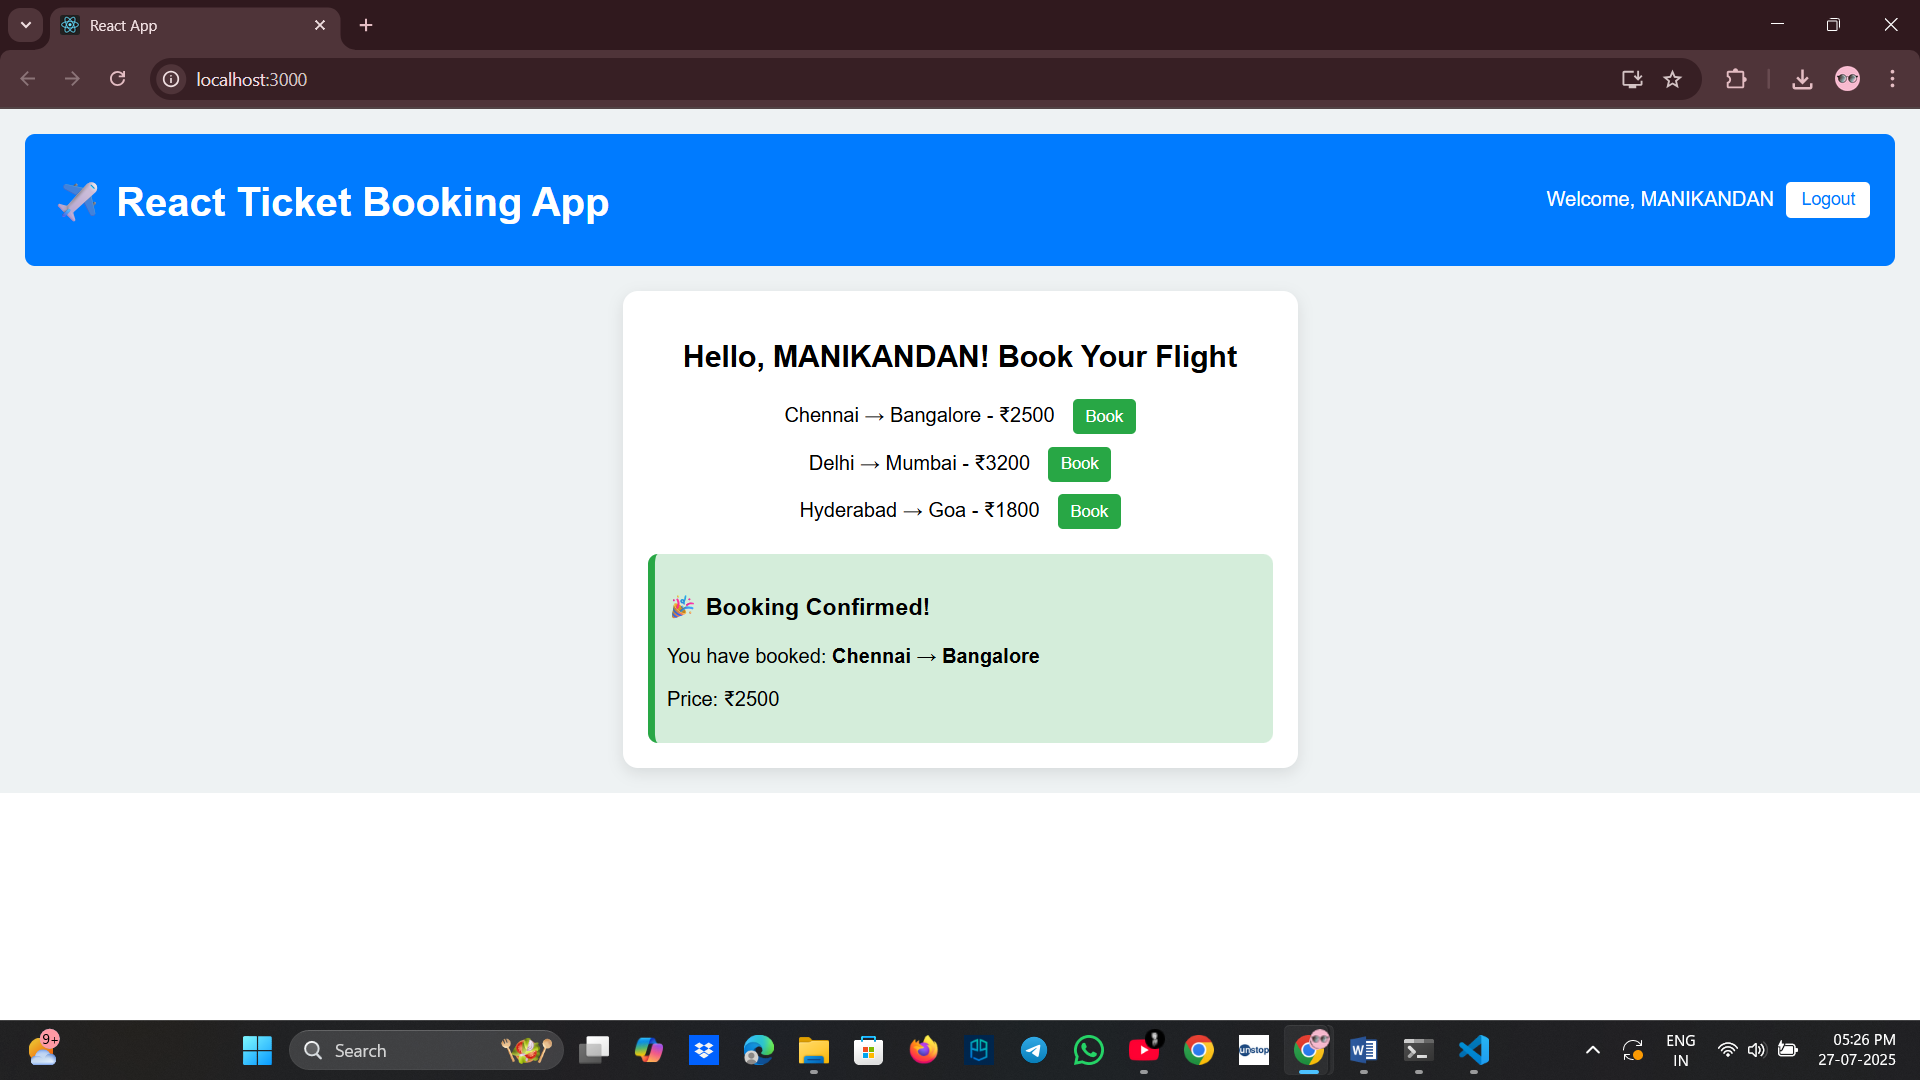 React App
localhost:3000
React Ticket Booking App
Welcome, MANIKANDAN
Logout
Hello, MANIKANDAN! Book Your Flight
Chennai → Bangalore - ₹2500 Book
Delhi → Mumbai - ₹3200 Book
Hyderabad → Goa - ₹1800 Book
Booking Confirmed!
You have booked: Chennai → Bangalore
Price: ₹2500
9+
Search
unstop
ENG
IN
05:26 PM
27-07-2025